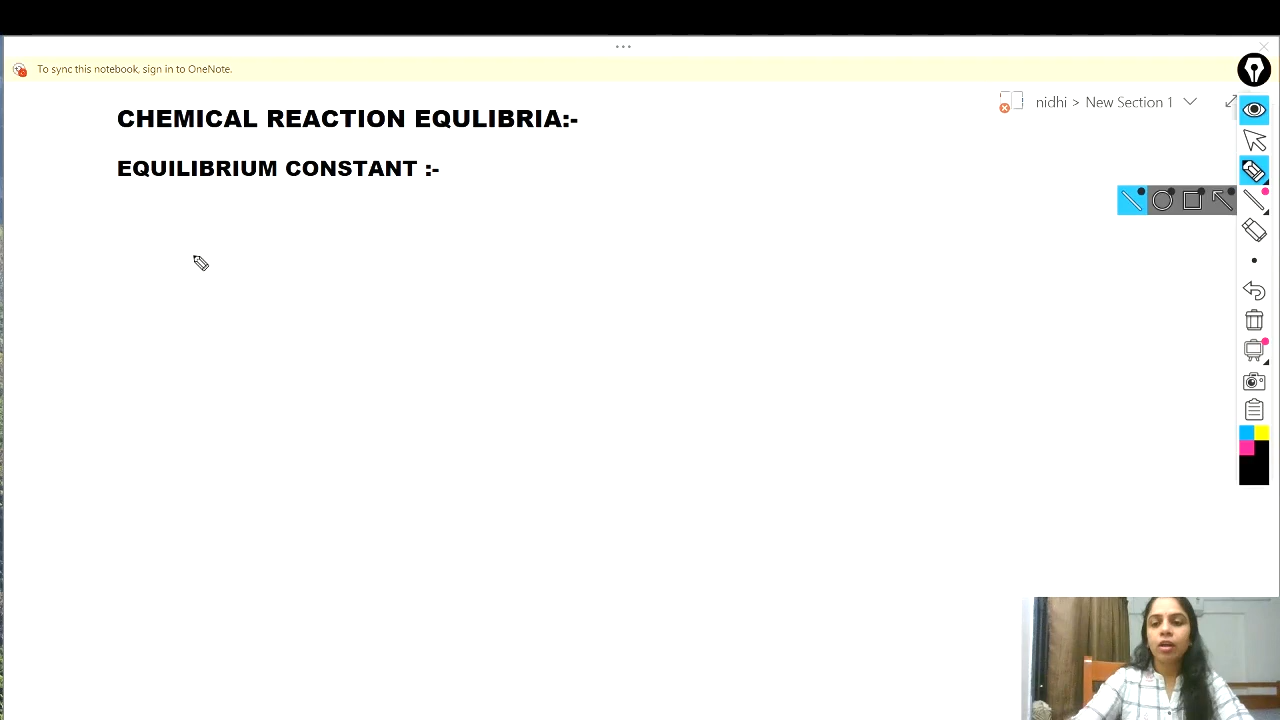 To sync this notebook, sign in to OneNote.
nidhi > New Section 1
CHEMICAL REACTION EQULIBRIA:-
EQUILIBRIUM CONSTANT :-